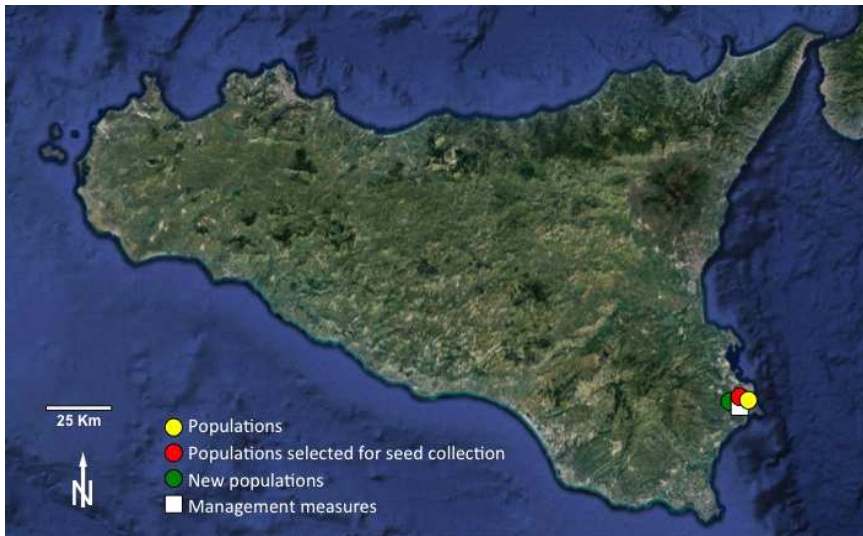 25 Km
Populations
Populations selected for seed collection
New populations
Management measures
N